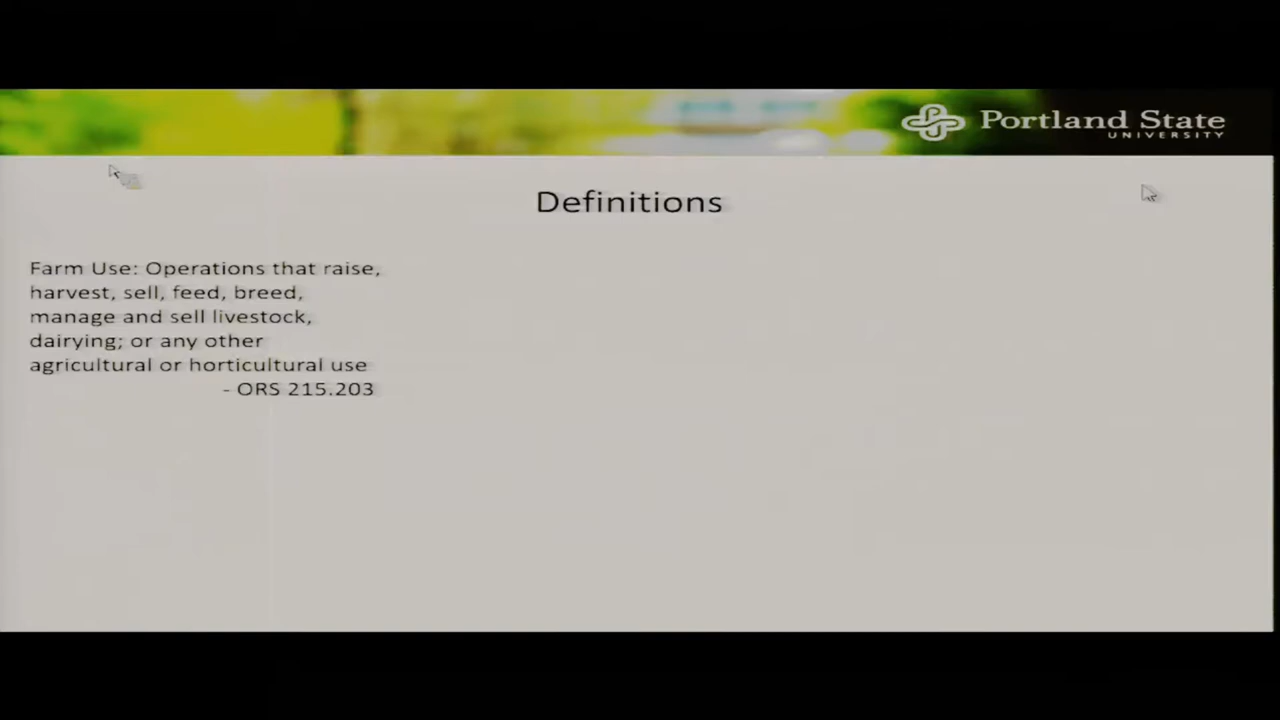 Portland State
UNIVERSITY
Definitions
Farm Use: Operations that raise,
harvest, sell, feed, breed,
manage and sell livestock,
dairying; or any other
agricultural or horticultural use
- ORS 215.203